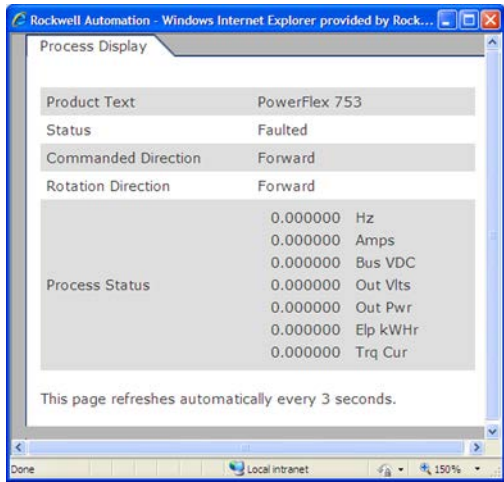 Rockwell Automation - Windows Internet Explorer provided by Rock...
Process Display
Product Text PowerFlex 753
Status Faulted
Commanded Direction Forward
Rotation Direction Forward
Process Status
0.000000 Hz
0.000000 Amps
0.000000 Bus VDC
0.000000 Out Vlts
0.000000 Out Pwr
0.000000 Elp kWHr
0.000000 Trq Cur
This page refreshes automatically every 3 seconds.
Done Local intranet 150%